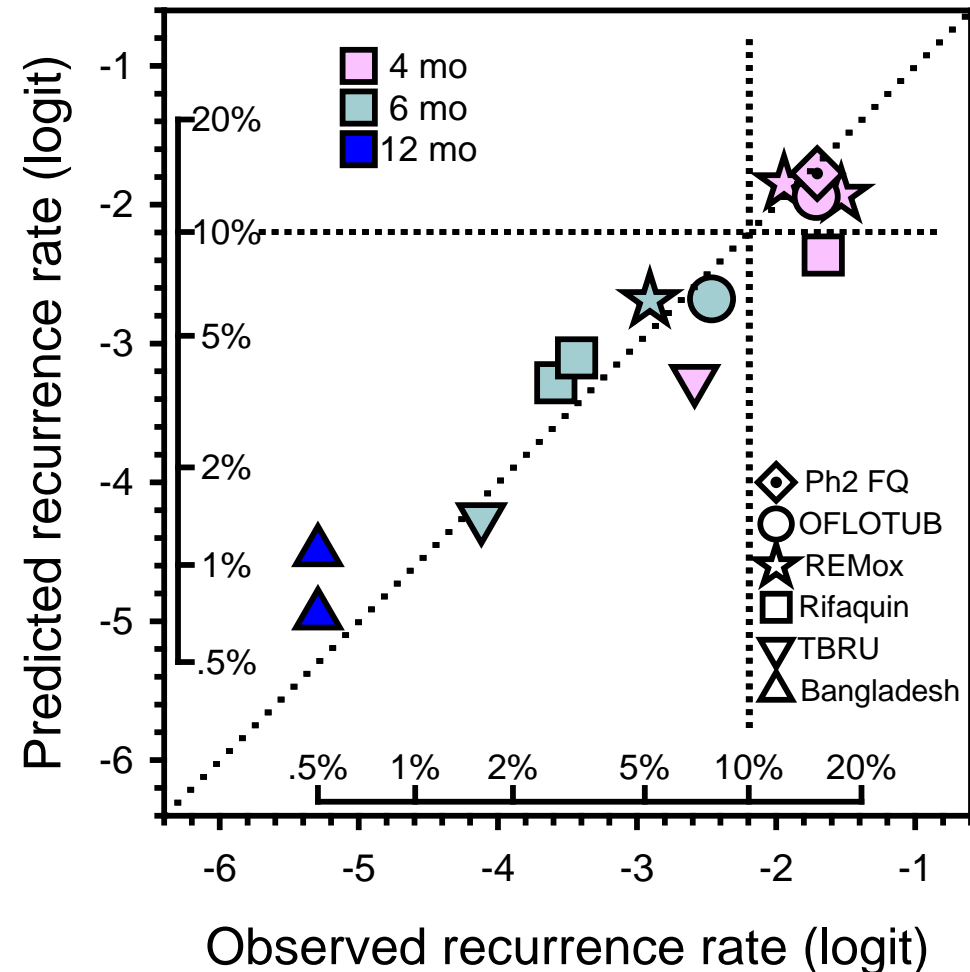 Predicted recurrence rate (logit)
-1
-2
-3
-4
-5
-6
20%
10%
5%
2%
1%
.5%
4 mo
6 mo
12 mo
Ph2 FQ
OFLOTUB
REMox
Rifaquin
TBRU
Bangladesh
.5% 1% 2% 5% 10% 20%
-6 -5 -4 -3 -2 -1
Observed recurrence rate (logit)